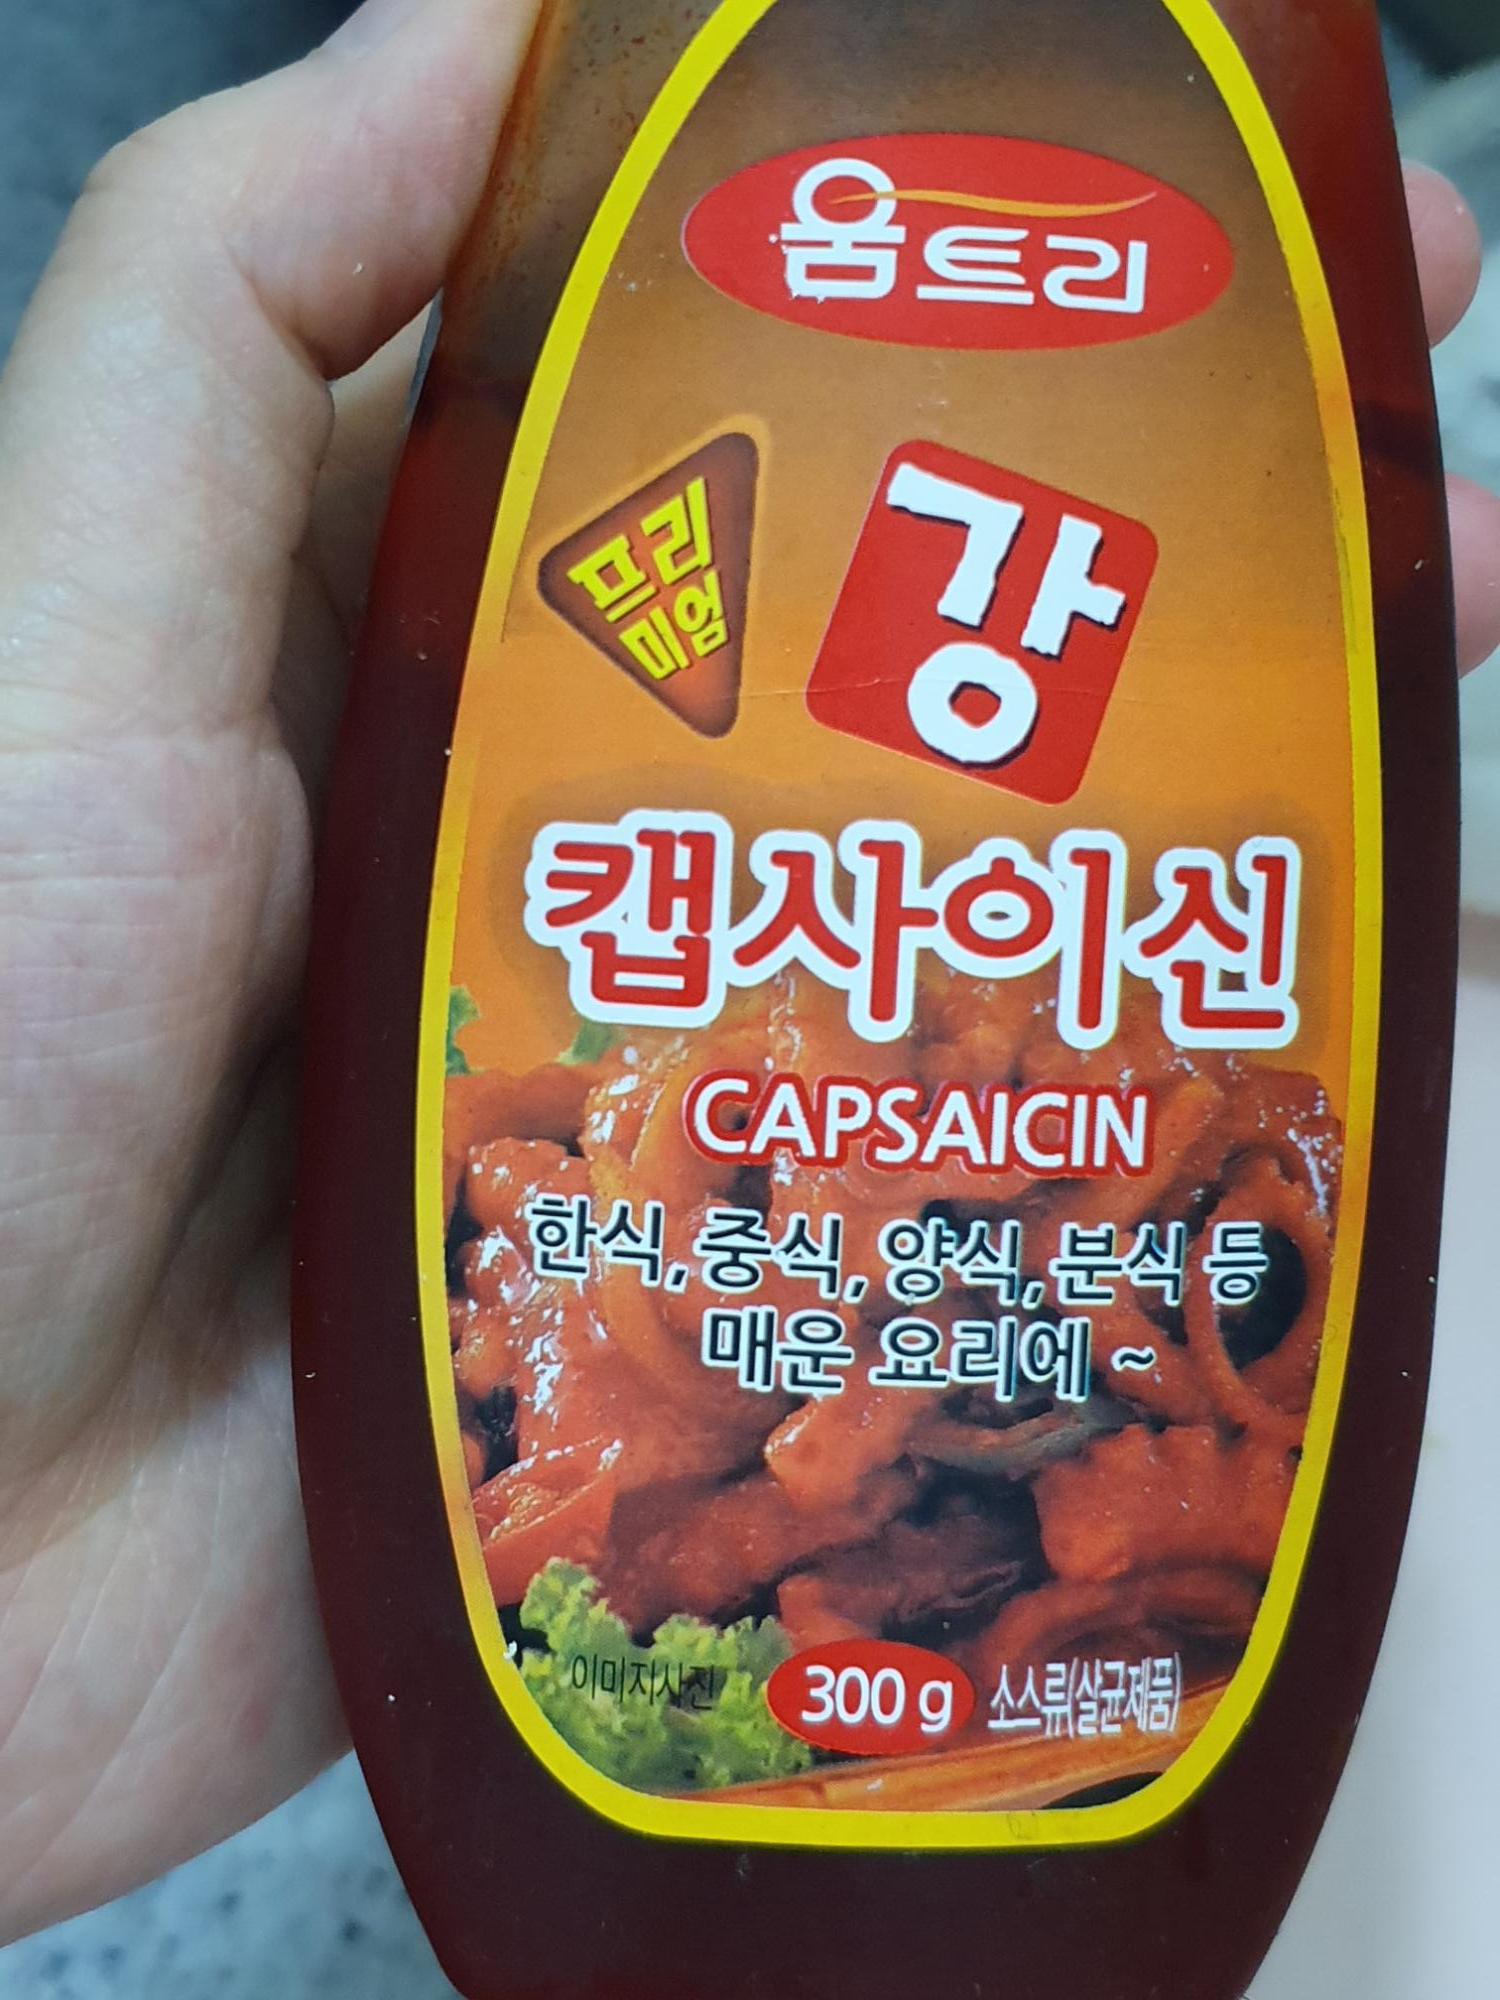 움트리
프리
미엄
강
캡사이신
CAPSAICIN
한식, 중식, 양식, 분식 등
매운 요리에 ~
이미지사진 300 g 소스류(살균제품)